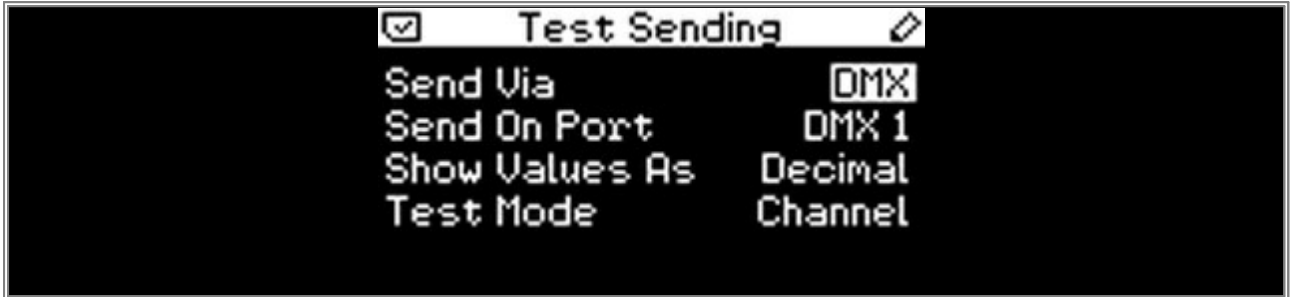 Test Sending
Send Via DMX
Send On Port DMX 1
Show Values As Decimal
Test Mode Channel